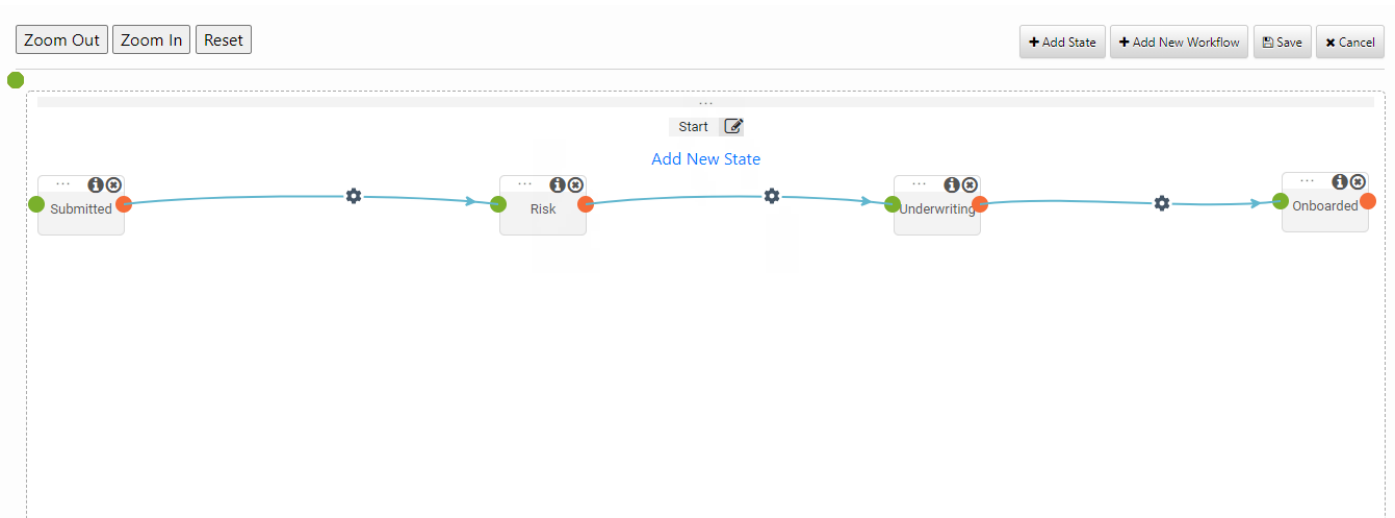 Zoom Out Zoom In Reset
Add State Add New Workflow Save Cancel
...
Start
Add New State
Submitted
Risk
Underwriting
Onboarded